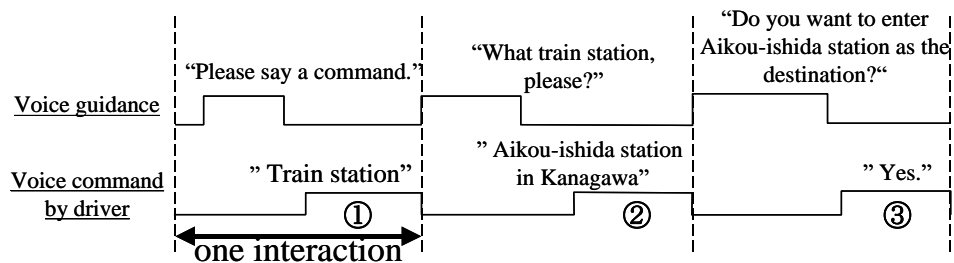 “Do you want to enter
Aikou-ishida station as the
destination?“
“What train station,
please?”
“Please say a command.”
Voice guidance
” Aikou-ishida station
in Kanagawa”
” Train station”
” Yes.”
Voice command
by driver
① ② ③
one interaction